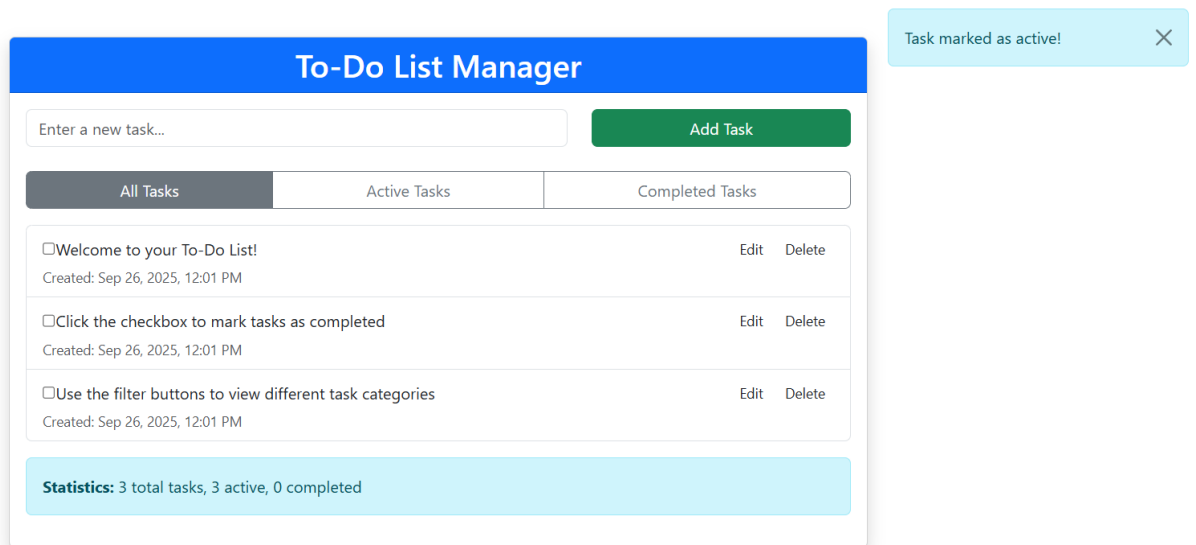 To-Do List Manager
Task marked as active!
Enter a new task...
Add Task
All Tasks
Active Tasks
Completed Tasks
Welcome to your To-Do List!
Edit
Delete
Created: Sep 26, 2025, 12:01 PM
Click the checkbox to mark tasks as completed
Edit
Delete
Created: Sep 26, 2025, 12:01 PM
Use the filter buttons to view different task categories
Edit
Delete
Created: Sep 26, 2025, 12:01 PM
Statistics: 3 total tasks, 3 active, 0 completed